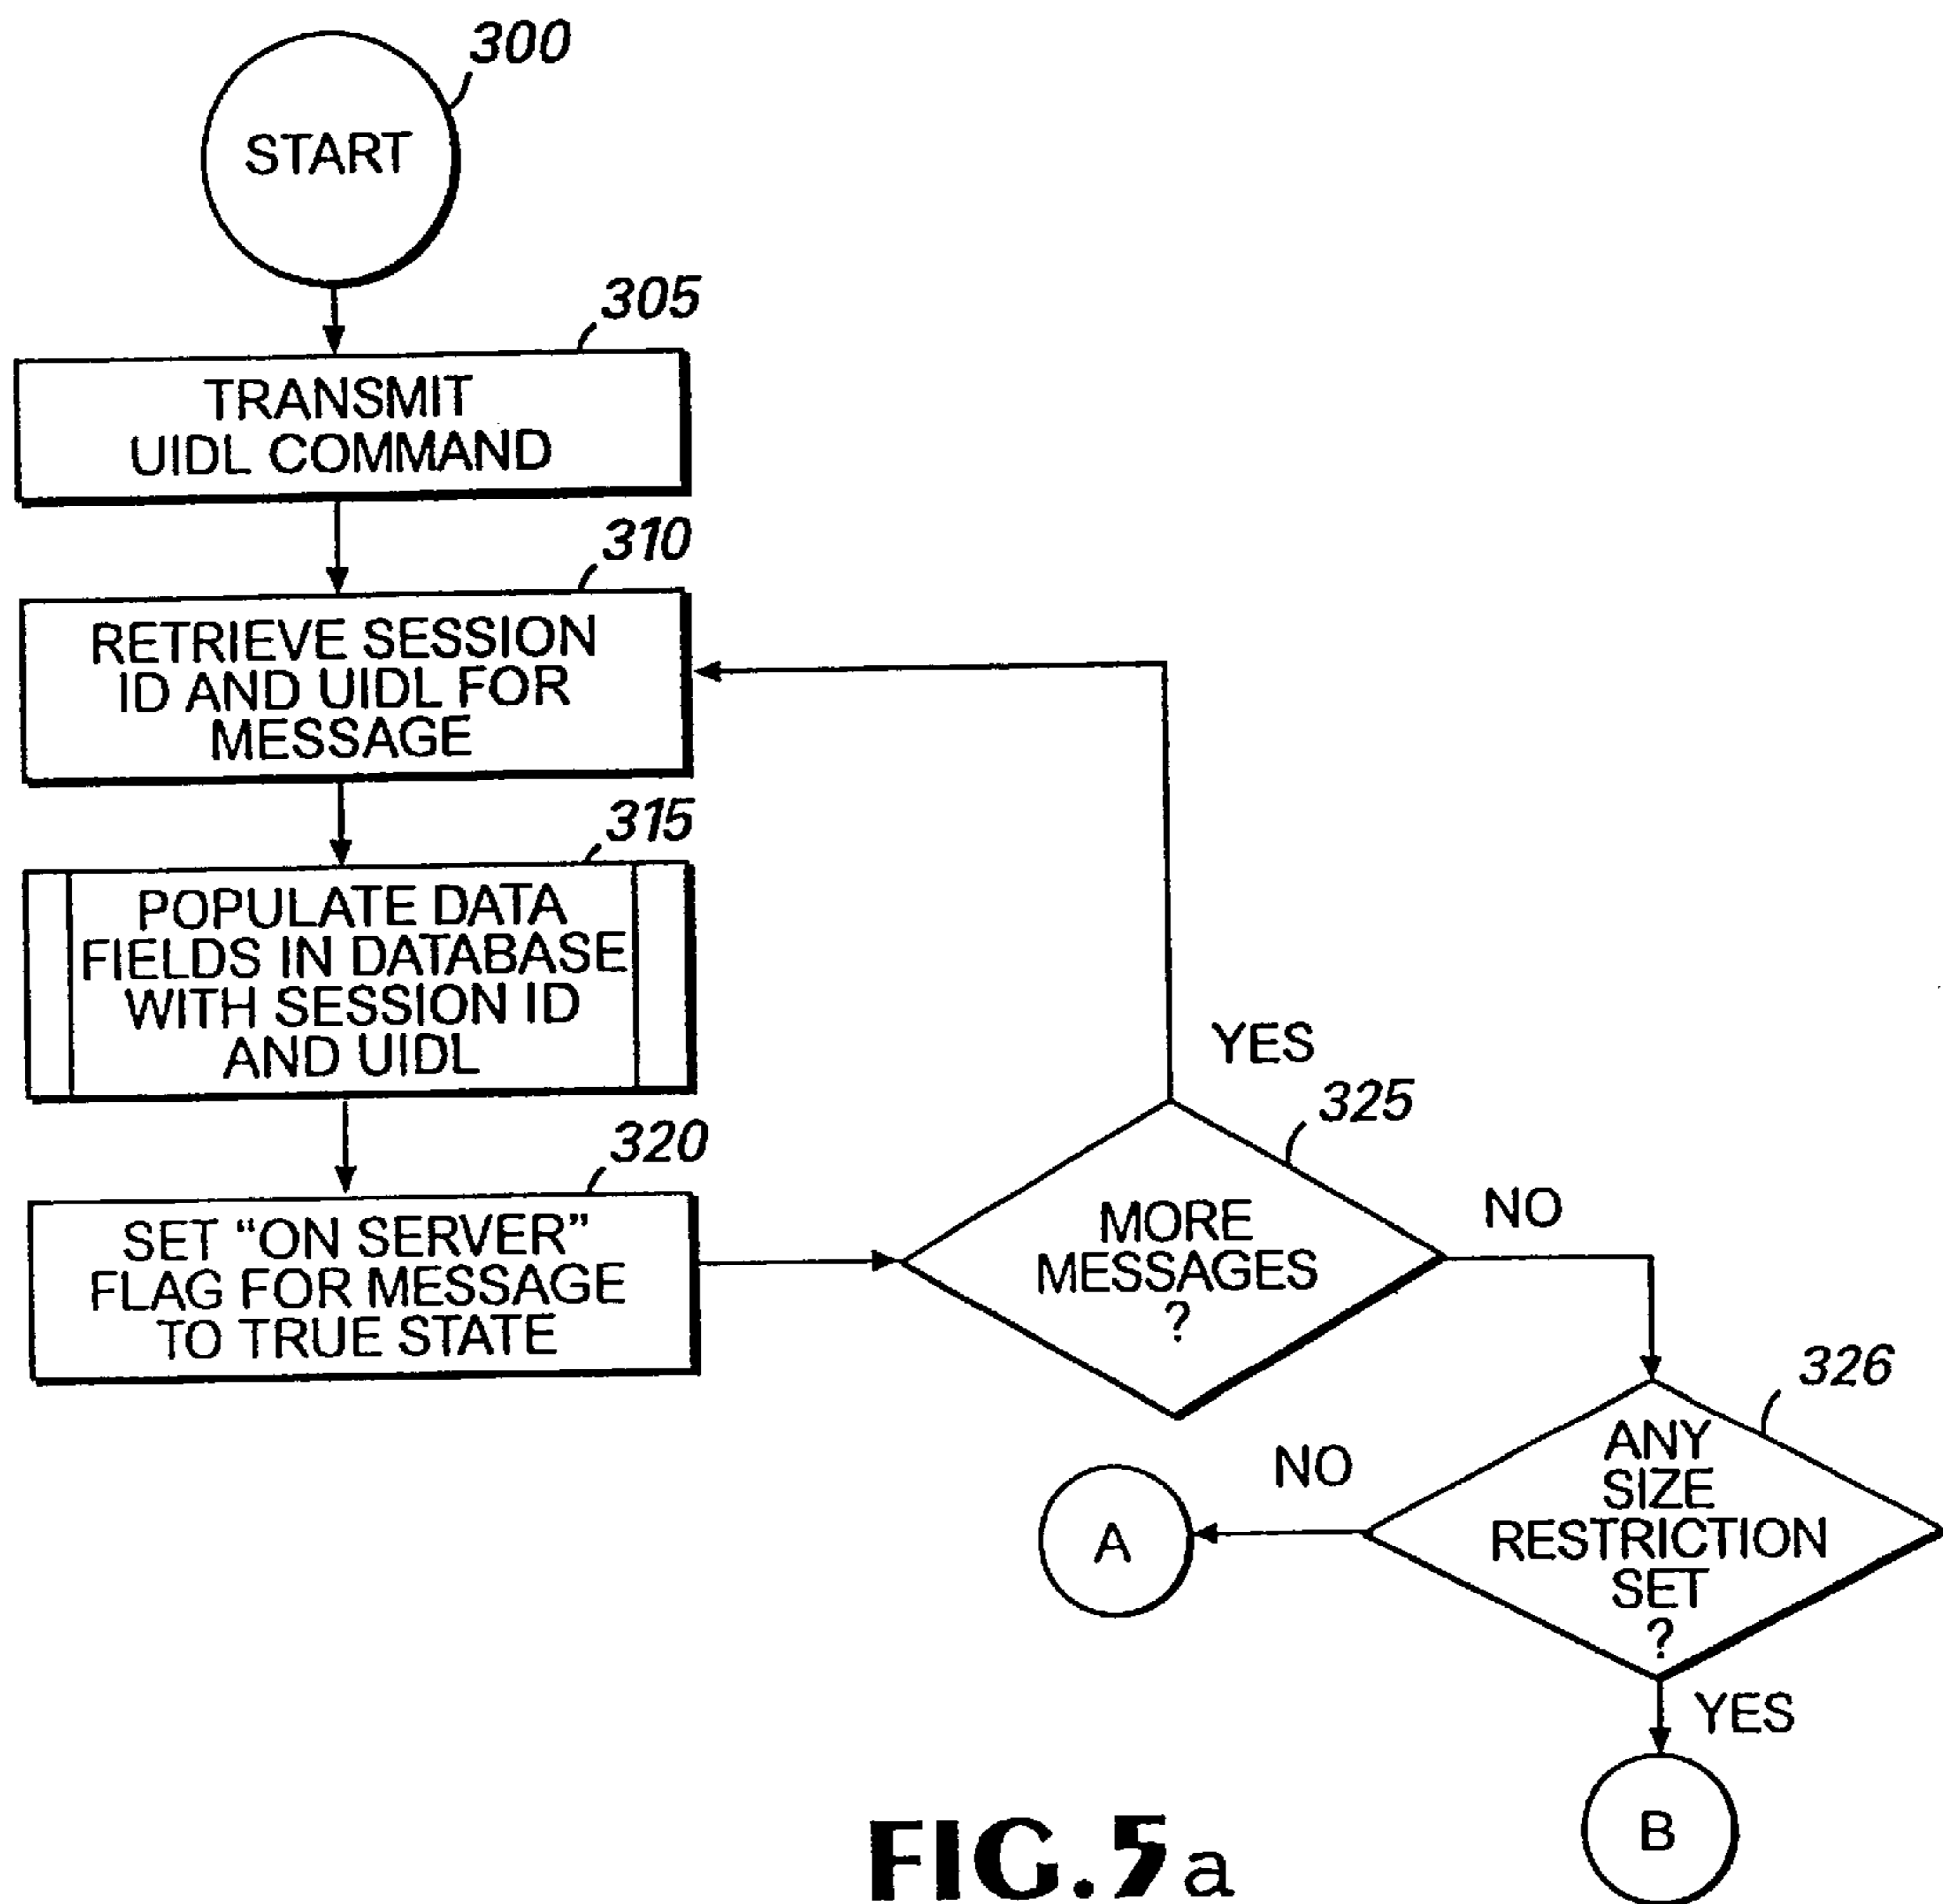 300
START
305
TRANSMIT
UIDL COMMAND
310
RETRIEVE SESSION
ID AND UIDL FOR
MESSAGE
315
POPULATE DATA
FIELDS IN DATABASE
WITH SESSION ID
AND UIDL
320
SET “ON SERVER”
FLAG FOR MESSAGE
TO TRUE STATE
YES
325
MORE
MESSAGES
?
NO
326
ANY
SIZE
RESTRICTION
SET
?
NO
A
YES
B
FIG.5a